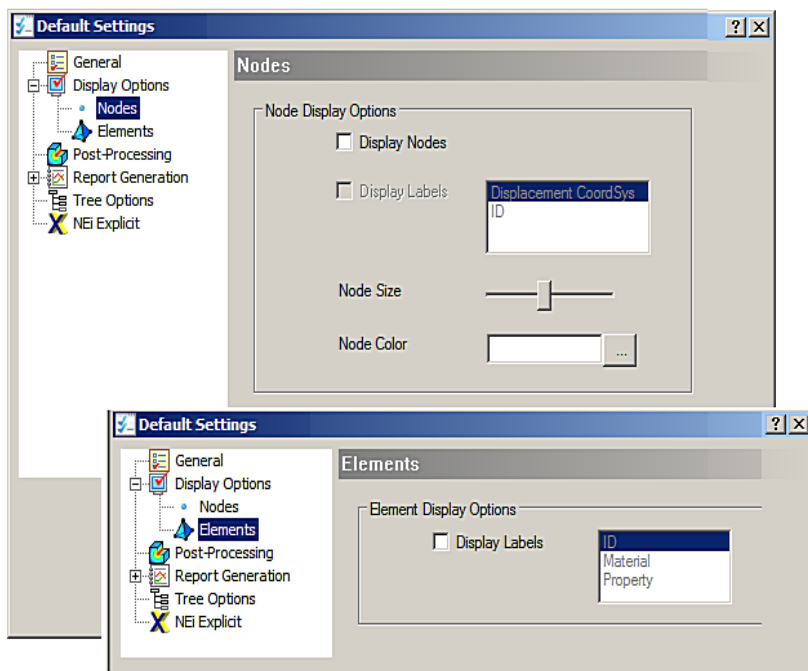 Default Settings
General
Display Options
Nodes
Elements
Post-Processing
Report Generation
Tree Options
NEi Explicit
Nodes
Node Display Options
Display Nodes
Display Labels
Displacement CoordSys
ID
Node Size
Node Color
...
Default Settings
General
Display Options
Nodes
Elements
Post-Processing
Report Generation
Tree Options
NEi Explicit
Elements
Element Display Options
Display Labels
ID
Material
Property